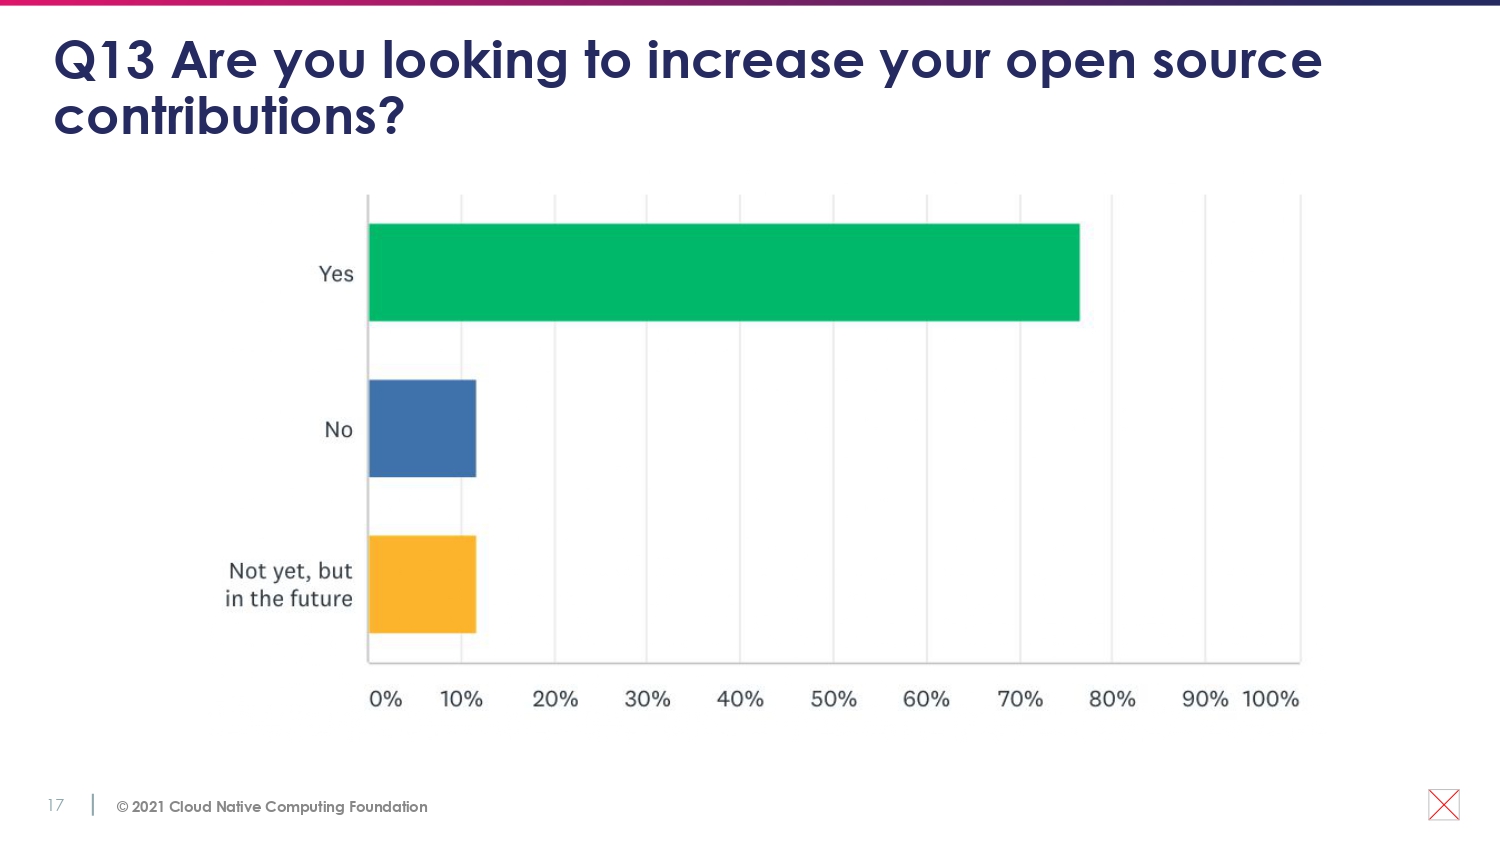 Q13 Are you looking to increase your open source
contributions?
Yes
No
Not yet, but
in the future
0% 10% 20% 30% 40% 50% 60% 70% 80% 90% 100%
17
© 2021 Cloud Native Computing Foundation